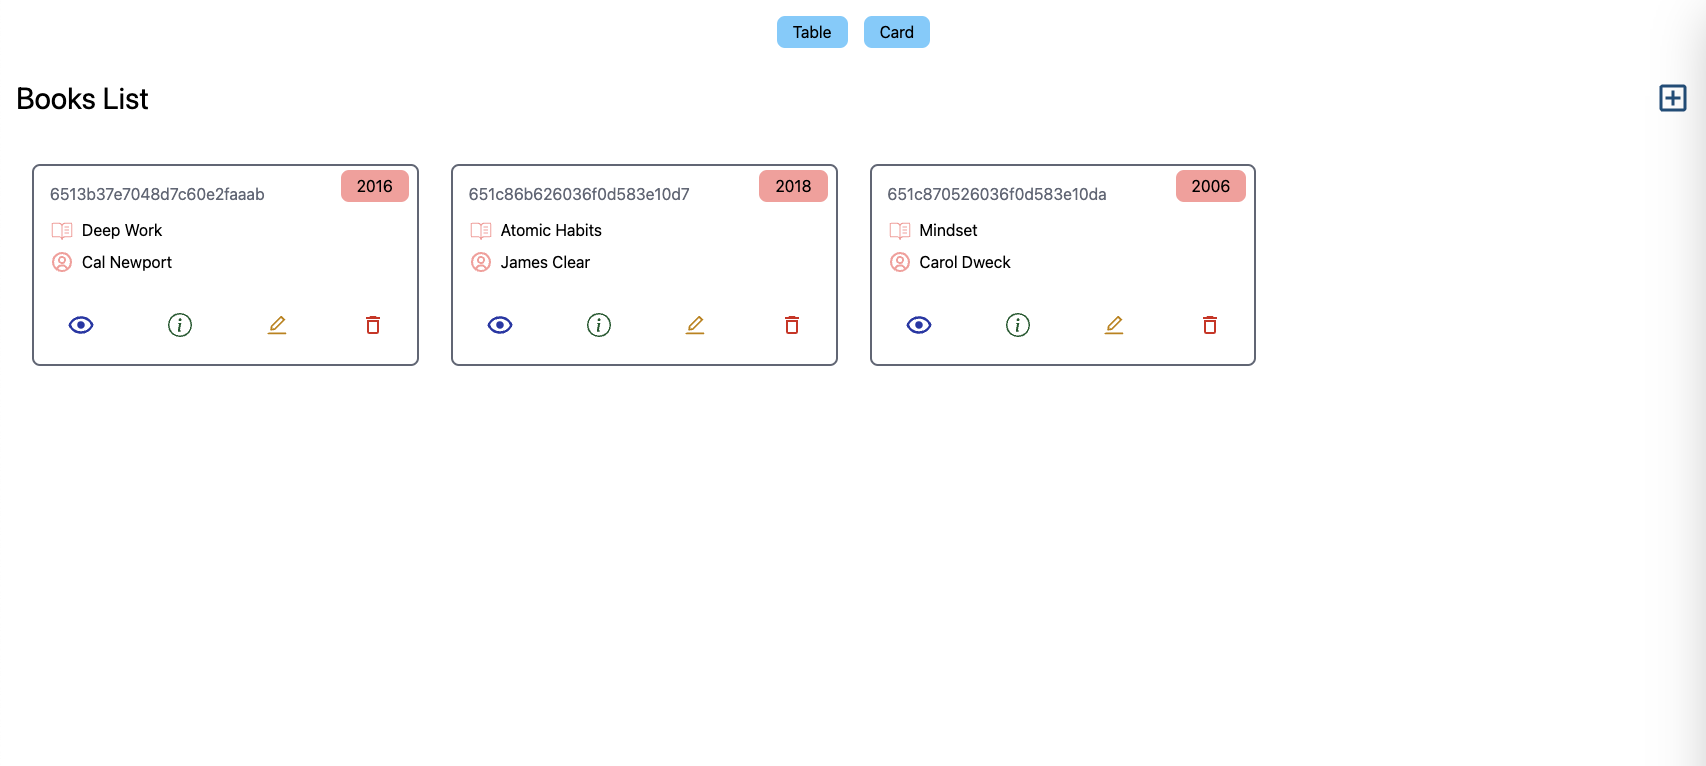 Table Card
Books List
6513b37e7048d7c60e2faaab 2016
Deep Work
Cal Newport
651c86b626036f0d583e10d7 2018
Atomic Habits
James Clear
651c870526036f0d583e10da 2006
Mindset
Carol Dweck